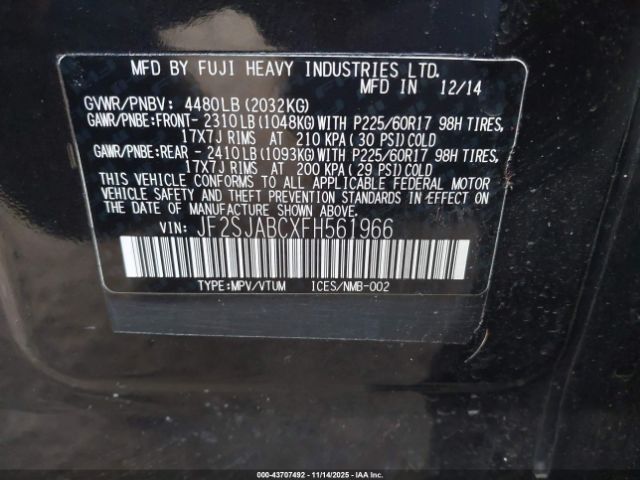 MFD BY FUJI HEAVY INDUSTRIES LTD.
MFD IN 12/14
GVWR/PNBV: 4480LB(2032KG)
GAWR/PNBE:FRONT- 2310LB(1048KG)WITH P225/60R17 98H TIRES,
17X7J RIMS AT 210 KPA( 30 PSI)COLD
GAWR/PNBE:REAR - 2410LB(1093KG)WITH P225/60R17 98H TIRES,
17X7J RIMS AT 200 KPA( 29 PSI)COLD
THIS VEHICLE CONFORMS TO ALL APPLICABLE FEDERAL MOTOR
VEHICLE SAFETY AND THEFT PREVENTION STANDARDS IN EFFECT ON
THE DATE OF MANUFACTURE SHOWN ABOVE.
VIN: JF2SJABCXFH561966
TYPE:MPV/VTUM ICES/NMB-002
000-43707492 - 11/14/2025 - IAAI.COM